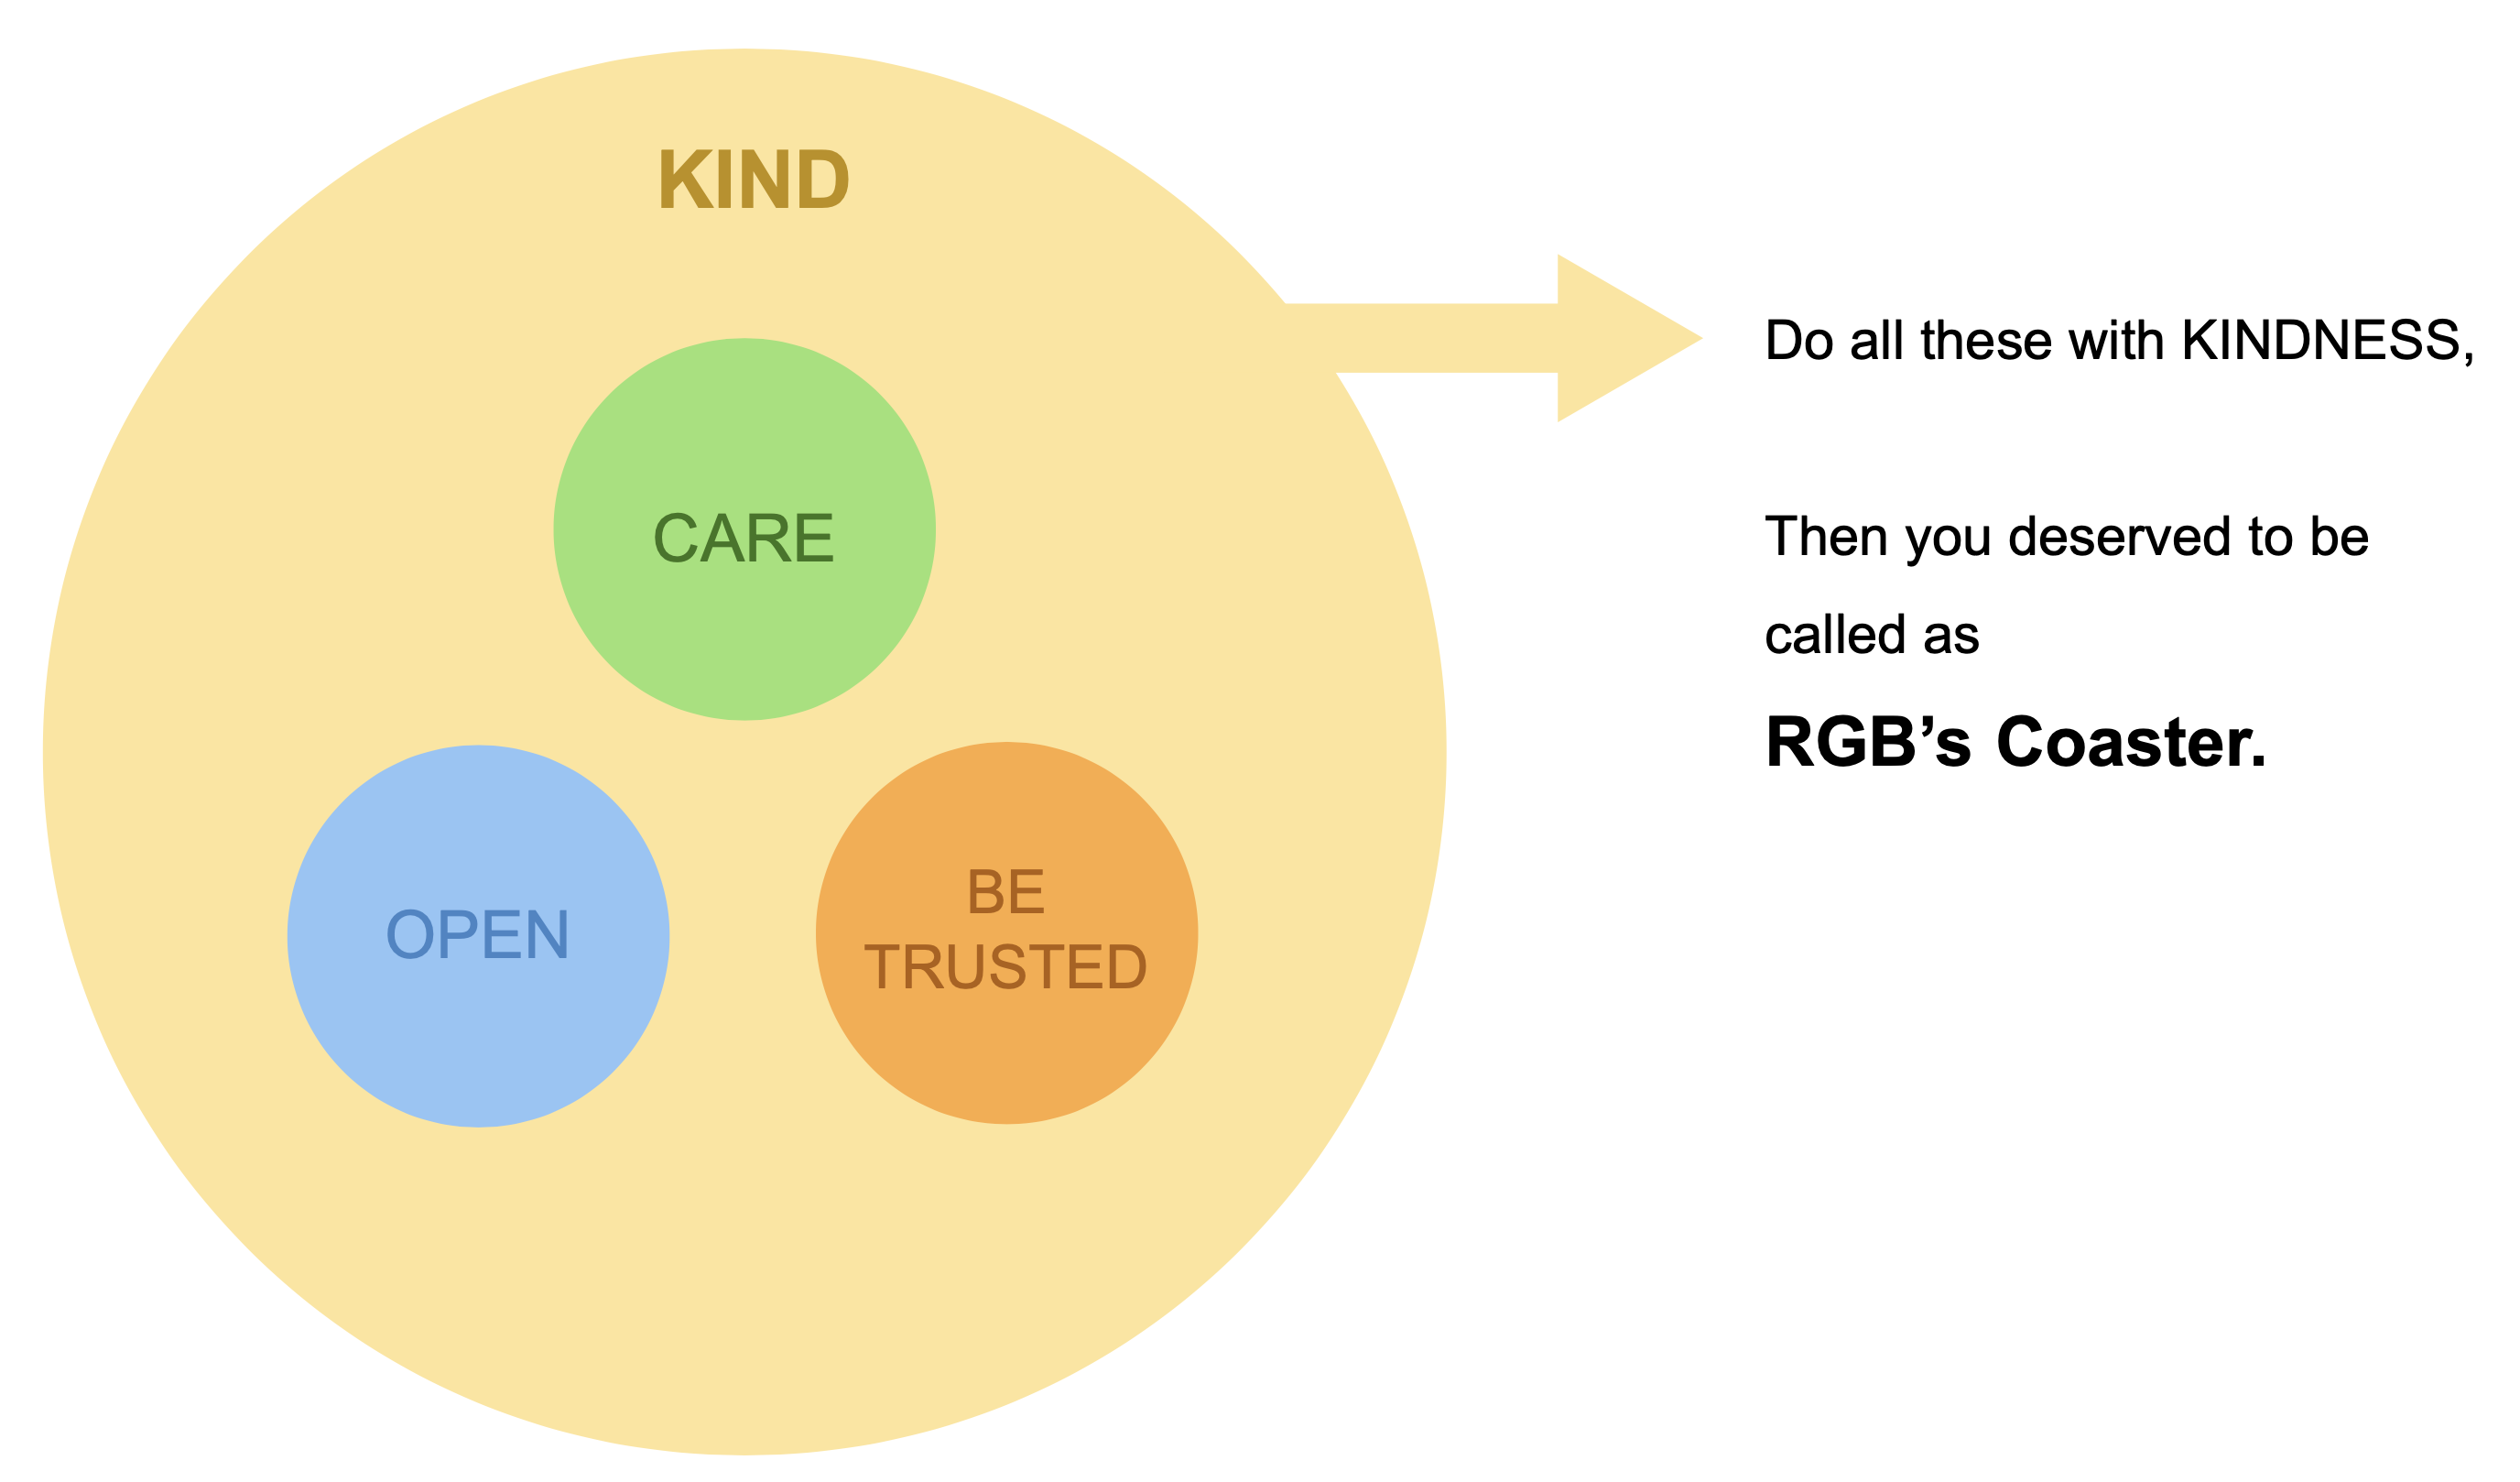 KIND
CARE
OPEN
BE
TRUSTED
Do all these with KINDNESS,
Then you deserved to be
called as
RGB’s Coaster.